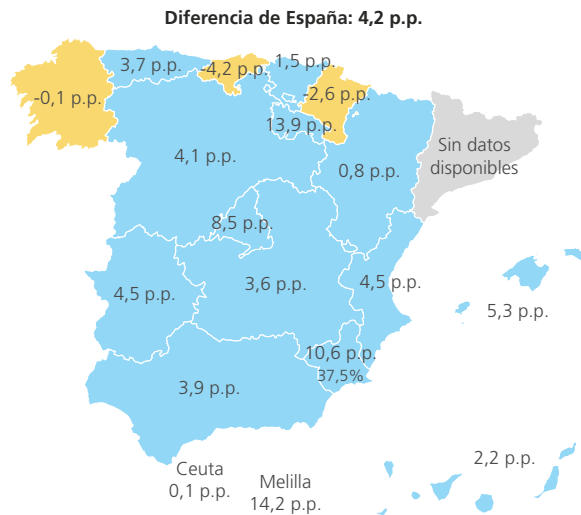 Diferencia de España: 4,2 p.p.
3,7 p.p.
-4,2 p.p.
1,5 p.p.
-0,1 p.p.
-2,6 p.p.
13,9 p.p.
Sin datos
disponibles
4,1 p.p.
0,8 p.p.
8,5 p.p.
4,5 p.p.
3,6 p.p.
4,5 p.p.
5,3 p.p.
10,6 p.p.
37,5%
3,9 p.p.
2,2 p.p.
Ceuta
0,1 p.p.
Melilla
14,2 p.p.